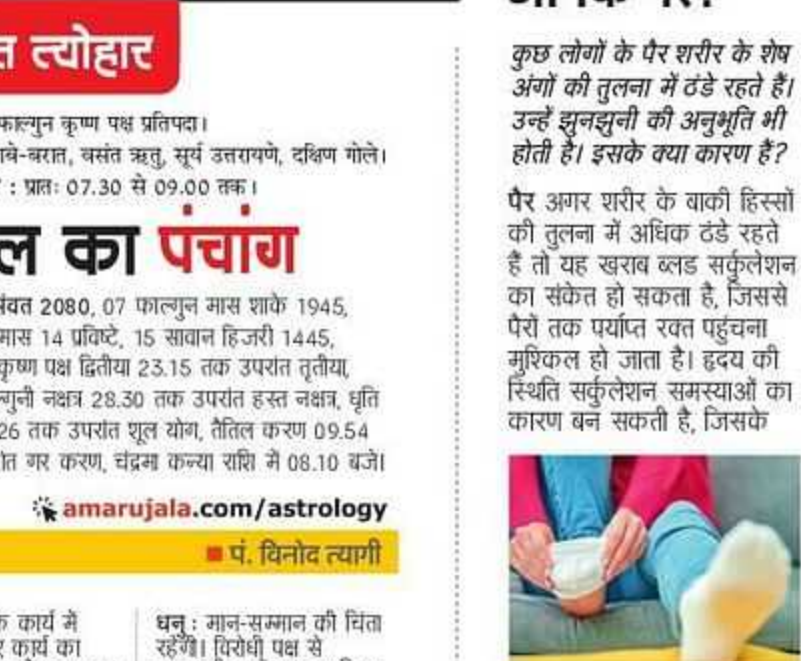 त्योहार
फाल्गुन कृष्ण पक्ष प्रतिपदा।
बे-बरात, वसंत ऋतु, सूर्य उत्तरायणे, दक्षिण गोले।
: प्रातः 07.30 से 09.00 तक।
ल का पंचांग
संवत 2080, 07 फाल्गुन मास शाके 1945,
मास 14 प्रविष्टे, 15 सावान हिजरी 1445,
कृष्ण पक्ष द्वितीया 23.15 तक उपरांत तृतीया,
गुनी नक्षत्र 28.30 तक उपरांत हस्त नक्षत्र, धृति
26 तक उपरांत शूल योग, तैतिल करण 09.54
गर करण, चंद्रमा कन्या राशि में 08.10 बजे।
amarujala.com/astrology
पं. विनोद त्यागी
कार्य में
कार्य का
धनु : मान-सम्मान की चिंता
रहेगी। विरोधी पक्ष से
कुछ लोगों के पैर शरीर के शेष
अंगों की तुलना में ठंडे रहते हैं।
उन्हें झुनझुनी की अनुभूति भी
होती है। इसके क्या कारण हैं?
पैर अगर शरीर के बाकी हिस्सों
की तुलना में अधिक ठंडे रहते
हैं तो यह खराब ब्लड सर्कुलेशन
का संकेत हो सकता है, जिससे
पैरों तक पर्याप्त रक्त पहुंचना
मुश्किल हो जाता है। हृदय की
स्थिति सर्कुलेशन समस्याओं का
कारण बन सकती है, जिसके